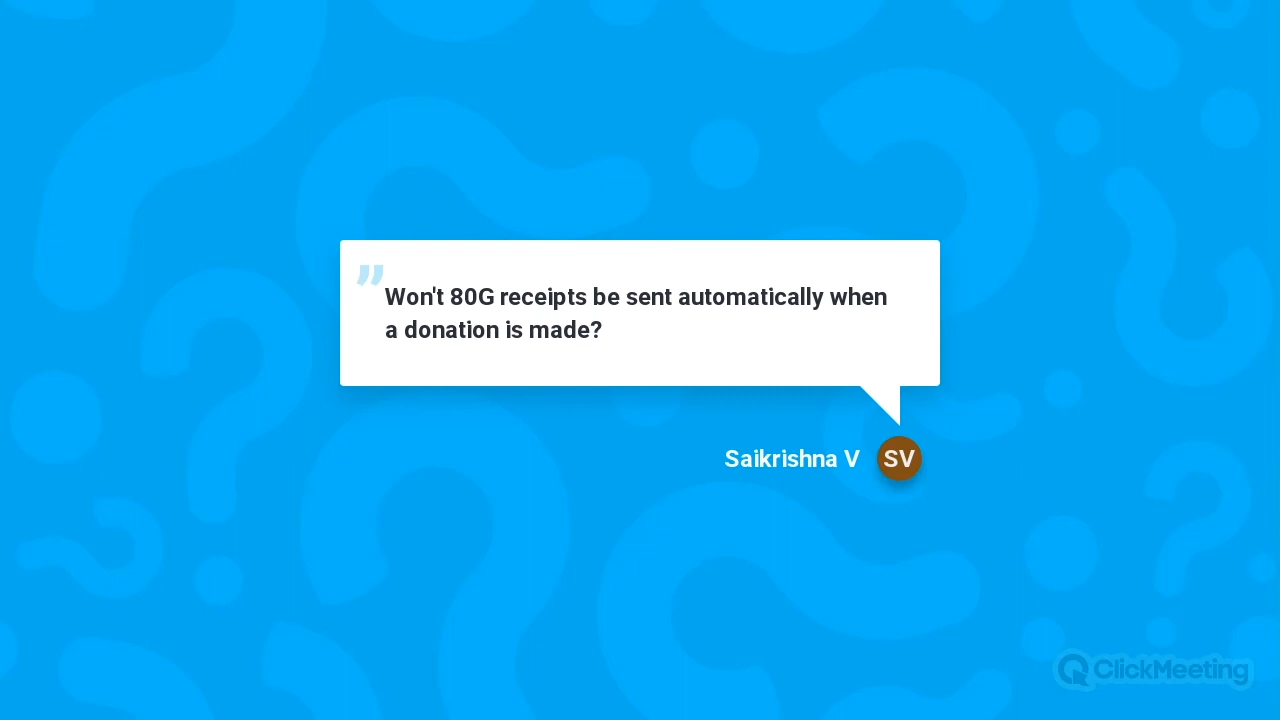 Won't 80G receipts be sent automatically when
a donation is made?
Saikrishna V
SV
ClickMeeting